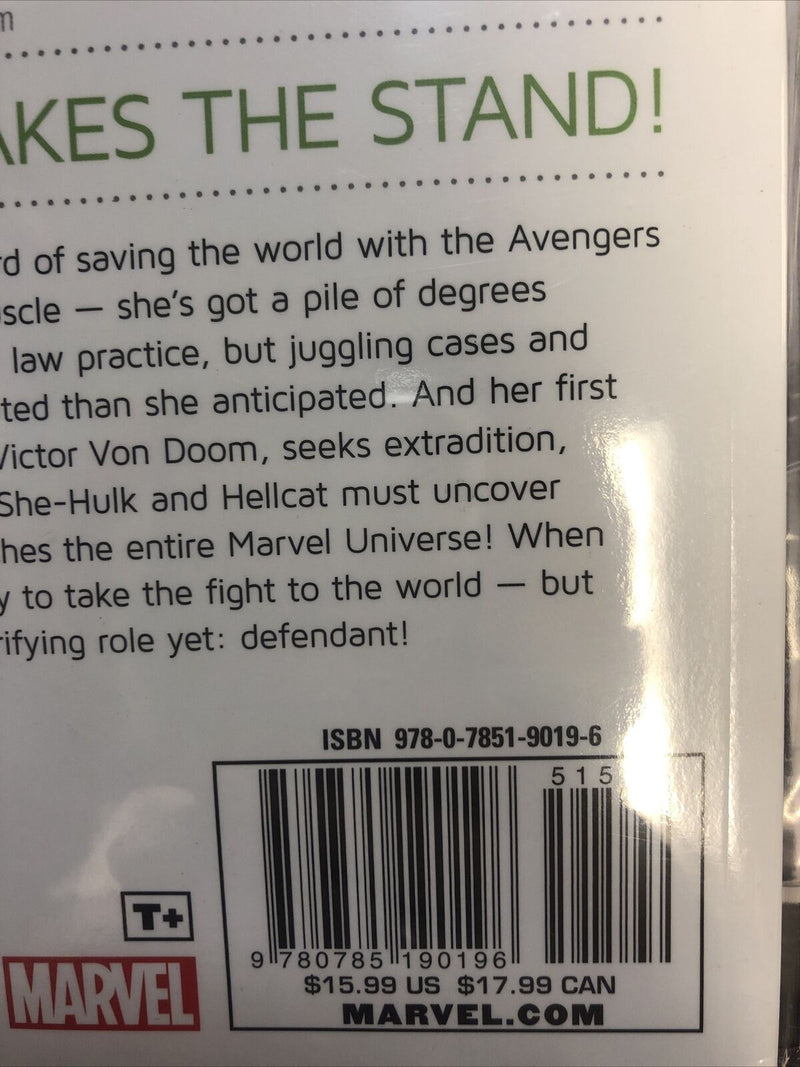 m
AKES THE STAND!
rd of saving the world with the Avengers
scle — she's got a pile of degrees
law practice, but juggling cases and
ted than she anticipated. And her first
Victor Von Doom, seeks extradition,
She-Hulk and Hellcat must uncover
hes the entire Marvel Universe! When
y to take the fight to the world — but
rifying role yet: defendant!
ISBN 978-0-7851-9019-6
515
9 780785 190196
T+
$15.99 US $17.99 CAN
MARVEL
MARVEL.COM